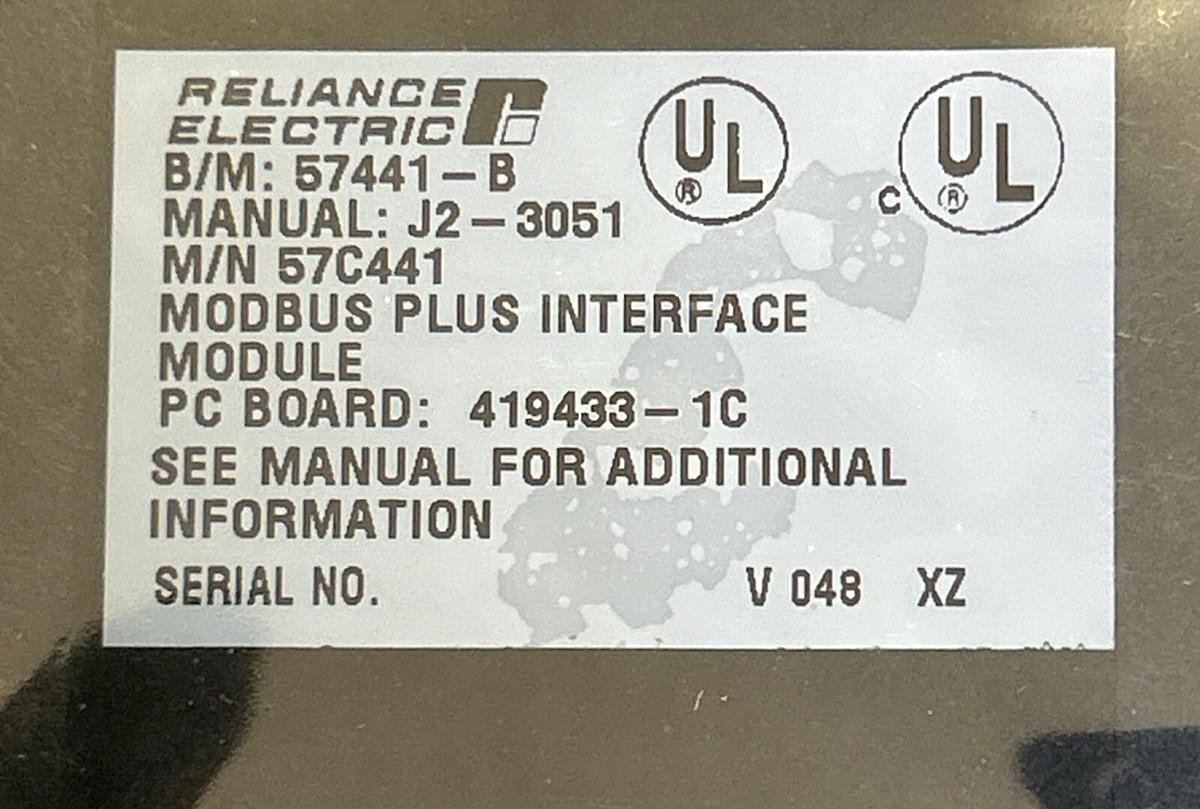 RELIANCE
ELECTRIC
B/M: 57441-B
MANUAL: J2-3051
M/N 57C441
MODBUS PLUS INTERFACE
MODULE
PC BOARD: 419433-1C
SEE MANUAL FOR ADDITIONAL
INFORMATION
SERIAL NO. V 048 XZ
UL ®
C UL ®